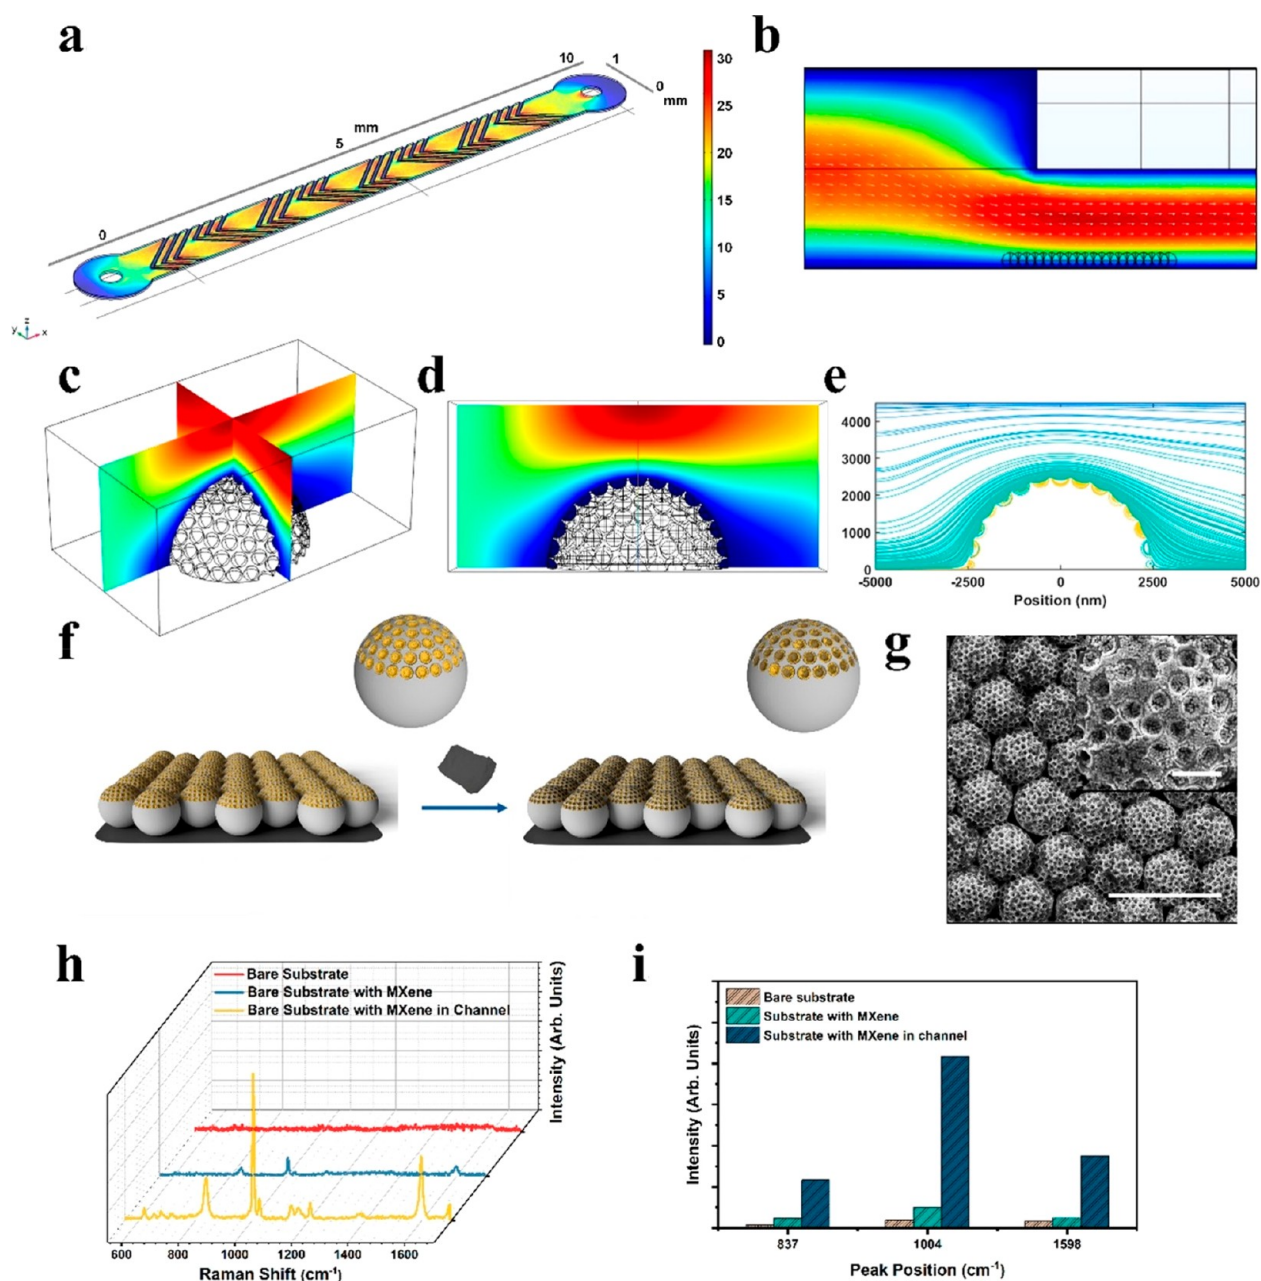 a
10
1
0
mm
mm
5
0
z
y
x
30
25
20
15
10
5
0
b
c
d
e
4000
3000
2000
1000
0
-5000
-2500
0
2500
5000
Position (nm)
f
g
h
Bare Substrate
Bare Substrate with MXene
Bare Substrate with MXene in Channel
Intensity (Arb. Units)
600
800
1000
1200
1400
1600
Raman Shift (cm⁻¹)
i
Bare substrate
Substrate with MXene
Substrate with MXene in channel
Intensity (Arb. Units)
837
1004
1598
Peak Position (cm⁻¹)